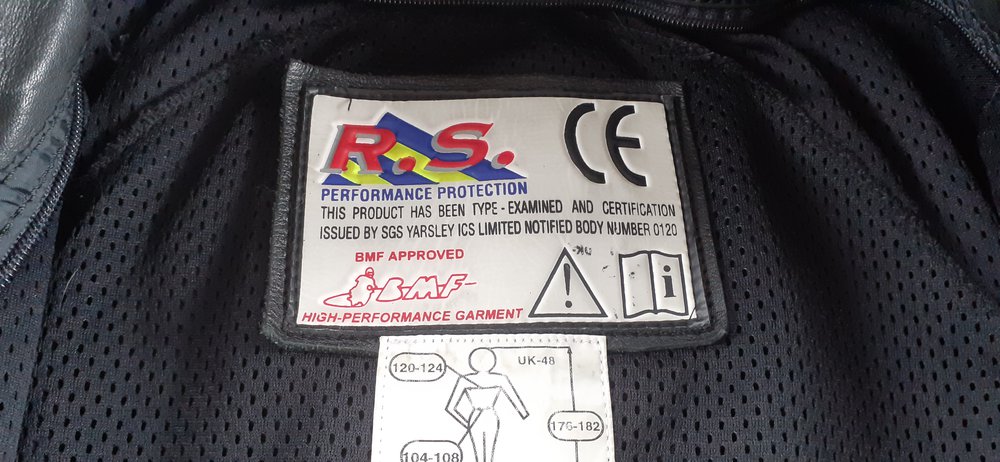 R.S.
CE
PERFORMANCE PROTECTION
THIS PRODUCT HAS BEEN TYPE - EXAMINED AND CERTIFICATION
ISSUED BY SGS YARSLEY ICS LIMITED NOTIFIED BODY NUMBER 0120
BMF APPROVED
BMF
HIGH-PERFORMANCE GARMENT
!
i
120-124
UK-48
176-182
104-108